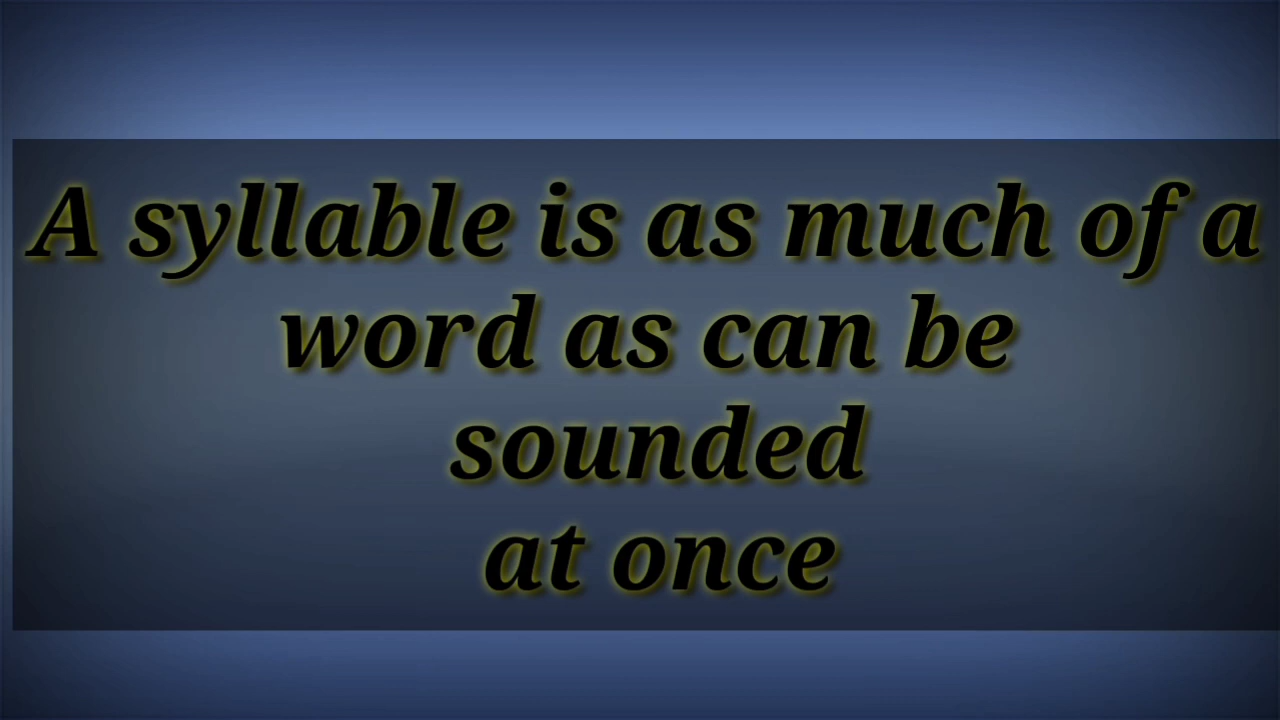 A syllable is as much of a
word as can be
sounded
at once